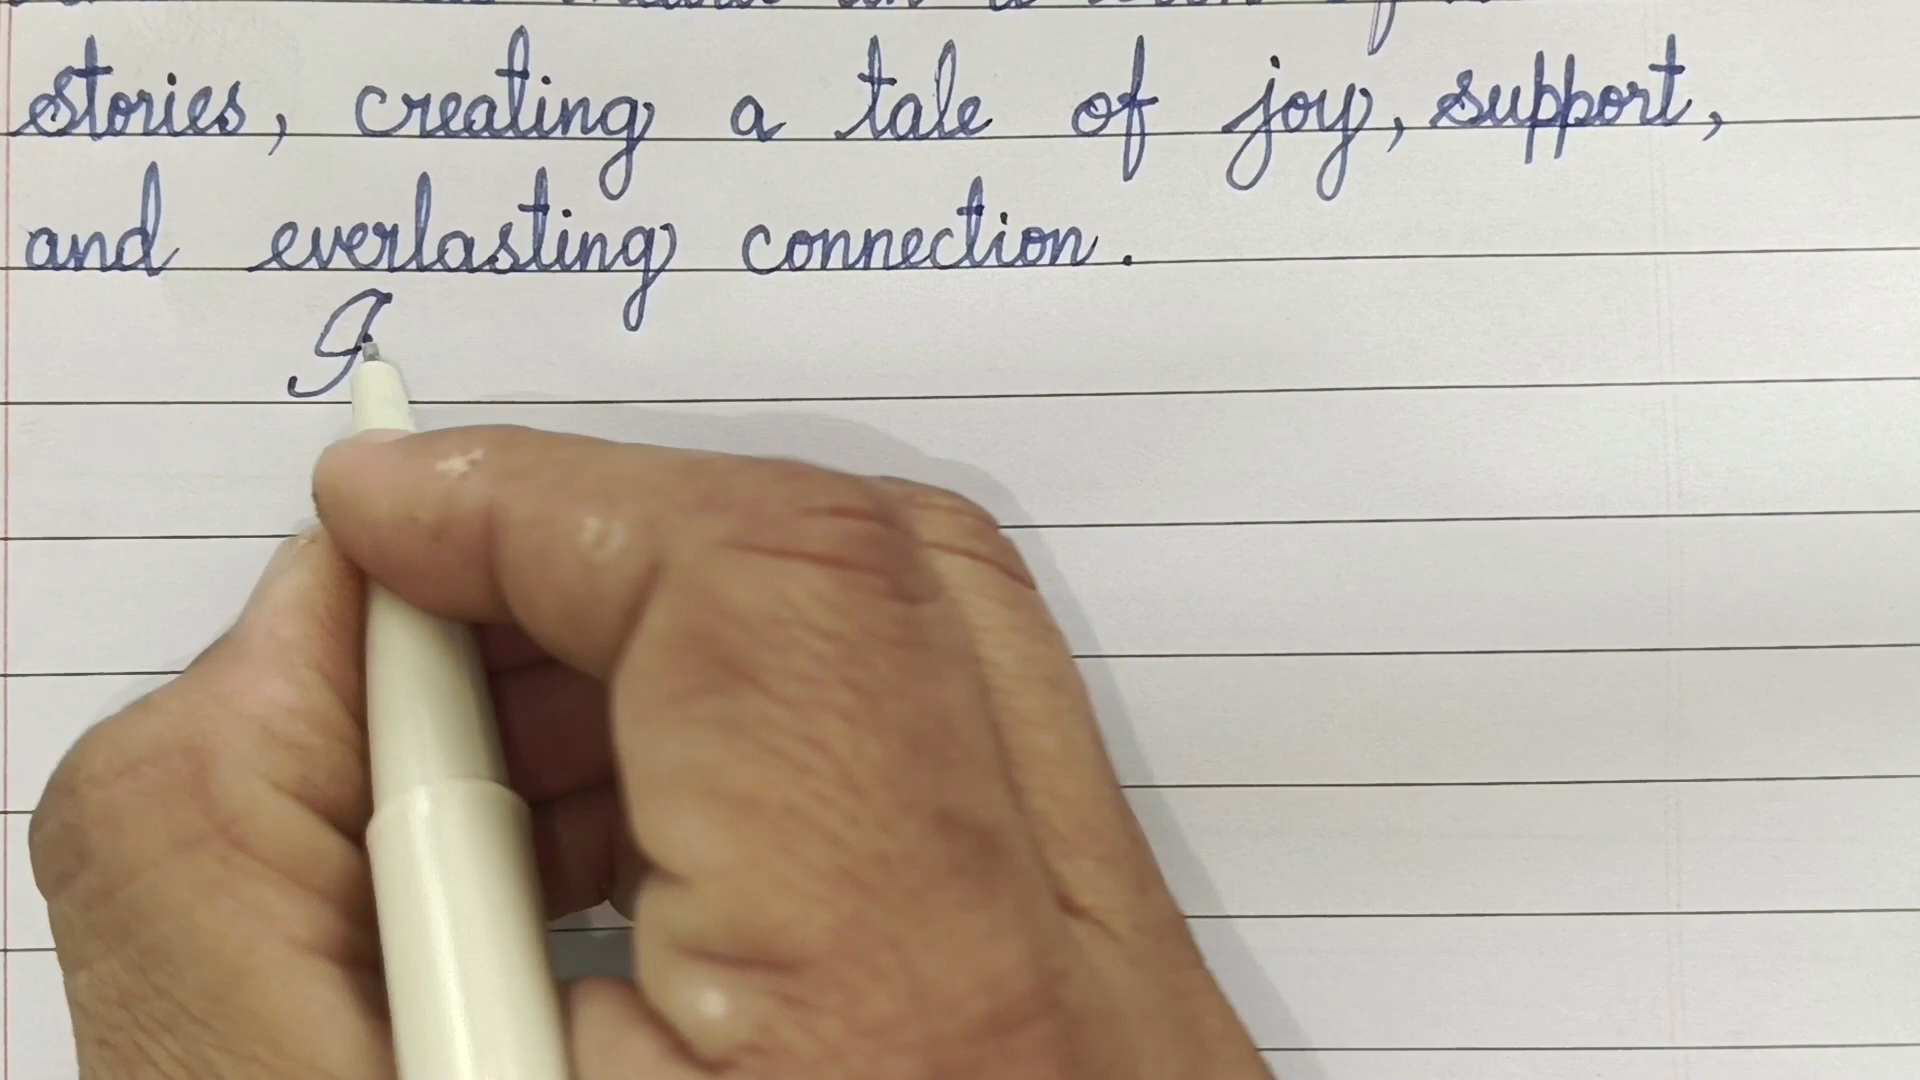 stories, creating a tale of joy, support,
and everlasting connection.